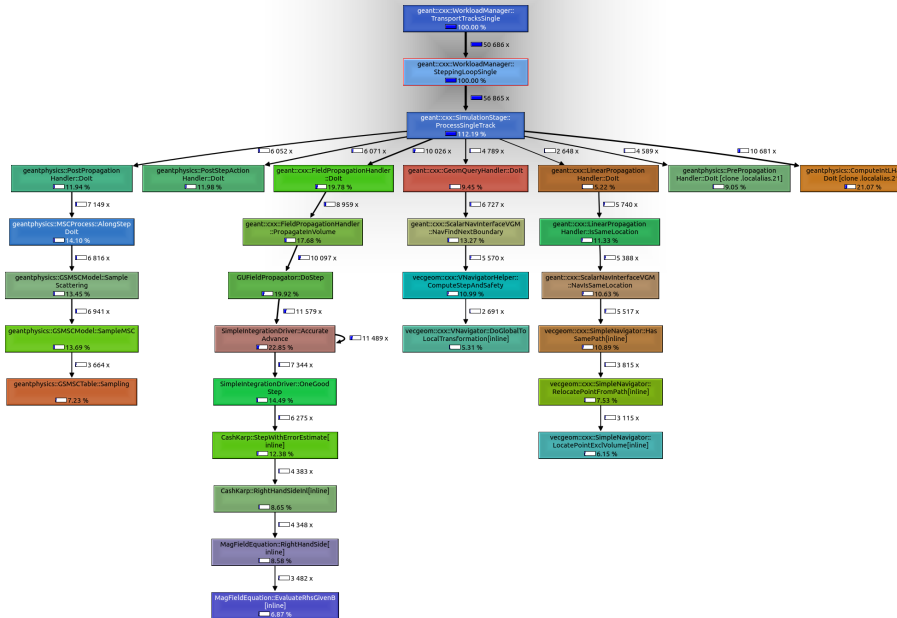 geant::cxx::WorkloadManager::
TransportTracksSingle
100.00 %
50 686 x
geant::cxx::WorkloadManager::
SteppingLoopSingle
100.00 %
56 865 x
geant::cxx::SimulationStage::
ProcessSingleTrack
112.19 %
6 052 x
6 071 x
10 026 x
4 789 x
2 648 x
4 589 x
10 681 x
geantphysics::PostPropagation
Handler::DoIt
11.94 %
geantphysics::PostStepAction
Handler::DoIt
11.98 %
geant::cxx::FieldPropagationHandler
::DoIt
19.78 %
geant::cxx::GeomQueryHandler::DoIt
9.45 %
geant::cxx::LinearPropagation
Handler::DoIt
5.22 %
geantphysics::PrePropagation
Handler::DoIt [clone .localalias.21]
9.05 %
geantphysics::ComputeIntLHa
DoIt [clone .localalias.2
21.07 %
7 149 x
8 959 x
6 727 x
5 740 x
geantphysics::MSCProcess::AlongStep
DoIt
14.10 %
geant::cxx::FieldPropagationHandler
::PropagateInVolume
17.68 %
geant::cxx::ScalarNavInterfaceVGM
::NavFindNextBoundary
13.27 %
geant::cxx::LinearPropagation
Handler::IsSameLocation
11.33 %
6 816 x
10 097 x
5 570 x
5 388 x
geantphysics::GSMSCModel::Sample
Scattering
13.45 %
GUFieldPropagator::DoStep
19.92 %
vecgeom::cxx::VNavigatorHelper::
ComputeStepAndSafety
10.99 %
geant::cxx::ScalarNavInterfaceVGM
::NavIsSameLocation
10.63 %
6 941 x
11 579 x
2 691 x
5 517 x
geantphysics::GSMSCModel::SampleMSC
13.69 %
SimpleIntegrationDriver::Accurate
Advance
22.85 %
11 489 x
vecgeom::cxx::VNavigator::DoGlobalTo
LocalTransformation[inline]
5.31 %
vecgeom::cxx::SimpleNavigator::Has
SamePath[inline]
10.89 %
3 664 x
7 344 x
3 815 x
geantphysics::GSMSCTable::Sampling
7.23 %
SimpleIntegrationDriver::OneGood
Step
14.49 %
vecgeom::cxx::SimpleNavigator::
RelocatePointFromPath[inline]
7.53 %
6 275 x
3 115 x
CashKarp::StepWithErrorEstimate[
inline]
12.38 %
vecgeom::cxx::SimpleNavigator::
LocatePointExclVolume[inline]
6.15 %
4 383 x
CashKarp::RightHandSideInl[inline]
8.65 %
4 348 x
MagFieldEquation::RightHandSide[
inline]
8.58 %
3 482 x
MagFieldEquation::EvaluateRhsGivenB
[inline]
6.87 %